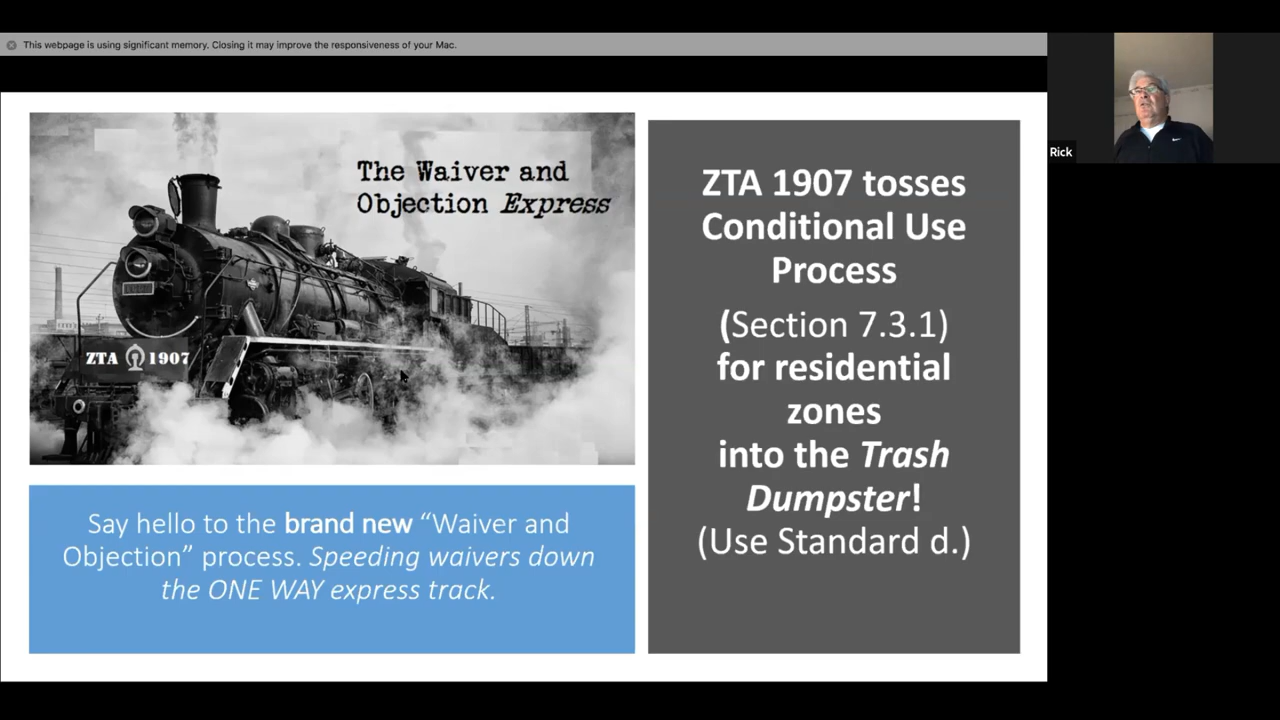 This webpage is using significant memory. Closing it may improve the responsiveness of your Mac.
The Waiver and
Objection Express
ZTA 1907
Say hello to the brand new “Waiver and
Objection” process. Speeding waivers down
the ONE WAY express track.
ZTA 1907 tosses
Conditional Use
Process
(Section 7.3.1)
for residential
zones
into the Trash
Dumpster!
(Use Standard d.)
Rick